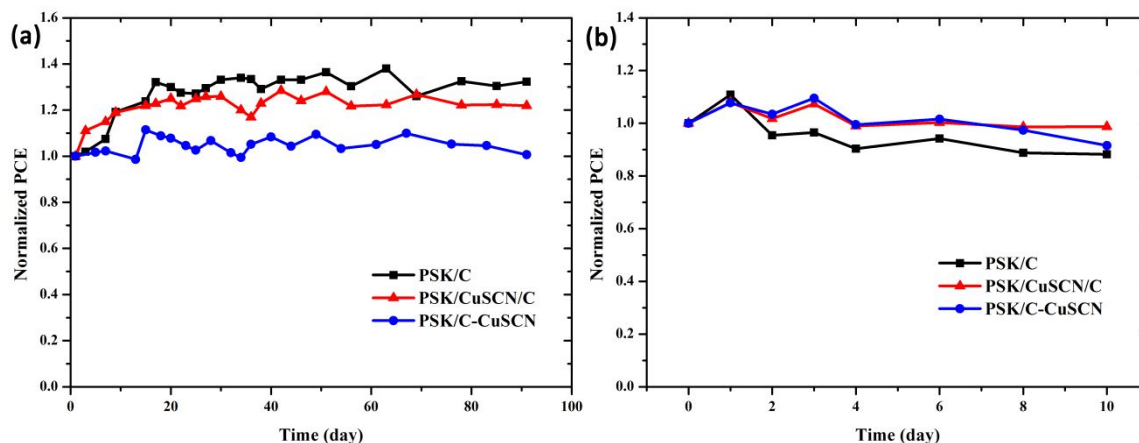 (a)
Normalized PCE
1.4
1.2
1.0
0.8
0.6
0.4
0.2
0.0
0
20
40
60
80
100
Time (day)
PSK/C
PSK/CuSCN/C
PSK/C-CuSCN
(b)
Normalized PCE
1.4
1.2
1.0
0.8
0.6
0.4
0.2
0.0
0
2
4
6
8
10
Time (day)
PSK/C
PSK/CuSCN/C
PSK/C-CuSCN